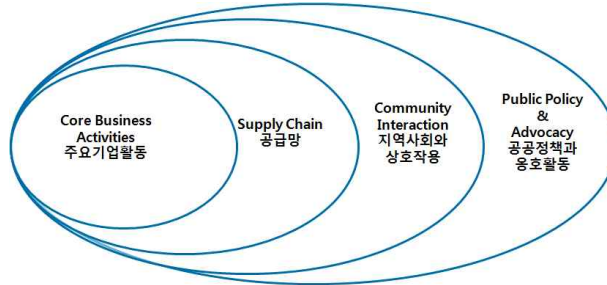 Core Business
Activities
주요기업활동
Supply Chain
공급망
Community
Interaction
지역사회와
상호작용
Public Policy
&
Advocacy
공공정책과
옹호활동